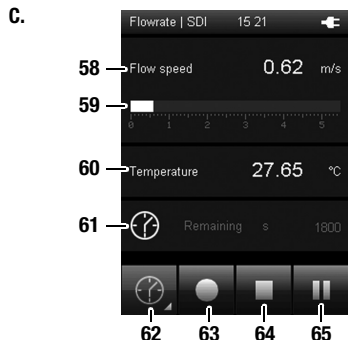 C.
Flowrate | SDI 15 21
58 Flow speed 0.62 m/s
59
0 1 2 3 4 5
60 Temperature 27.65 °C
61 Remaining s 1800
62 63 64 65